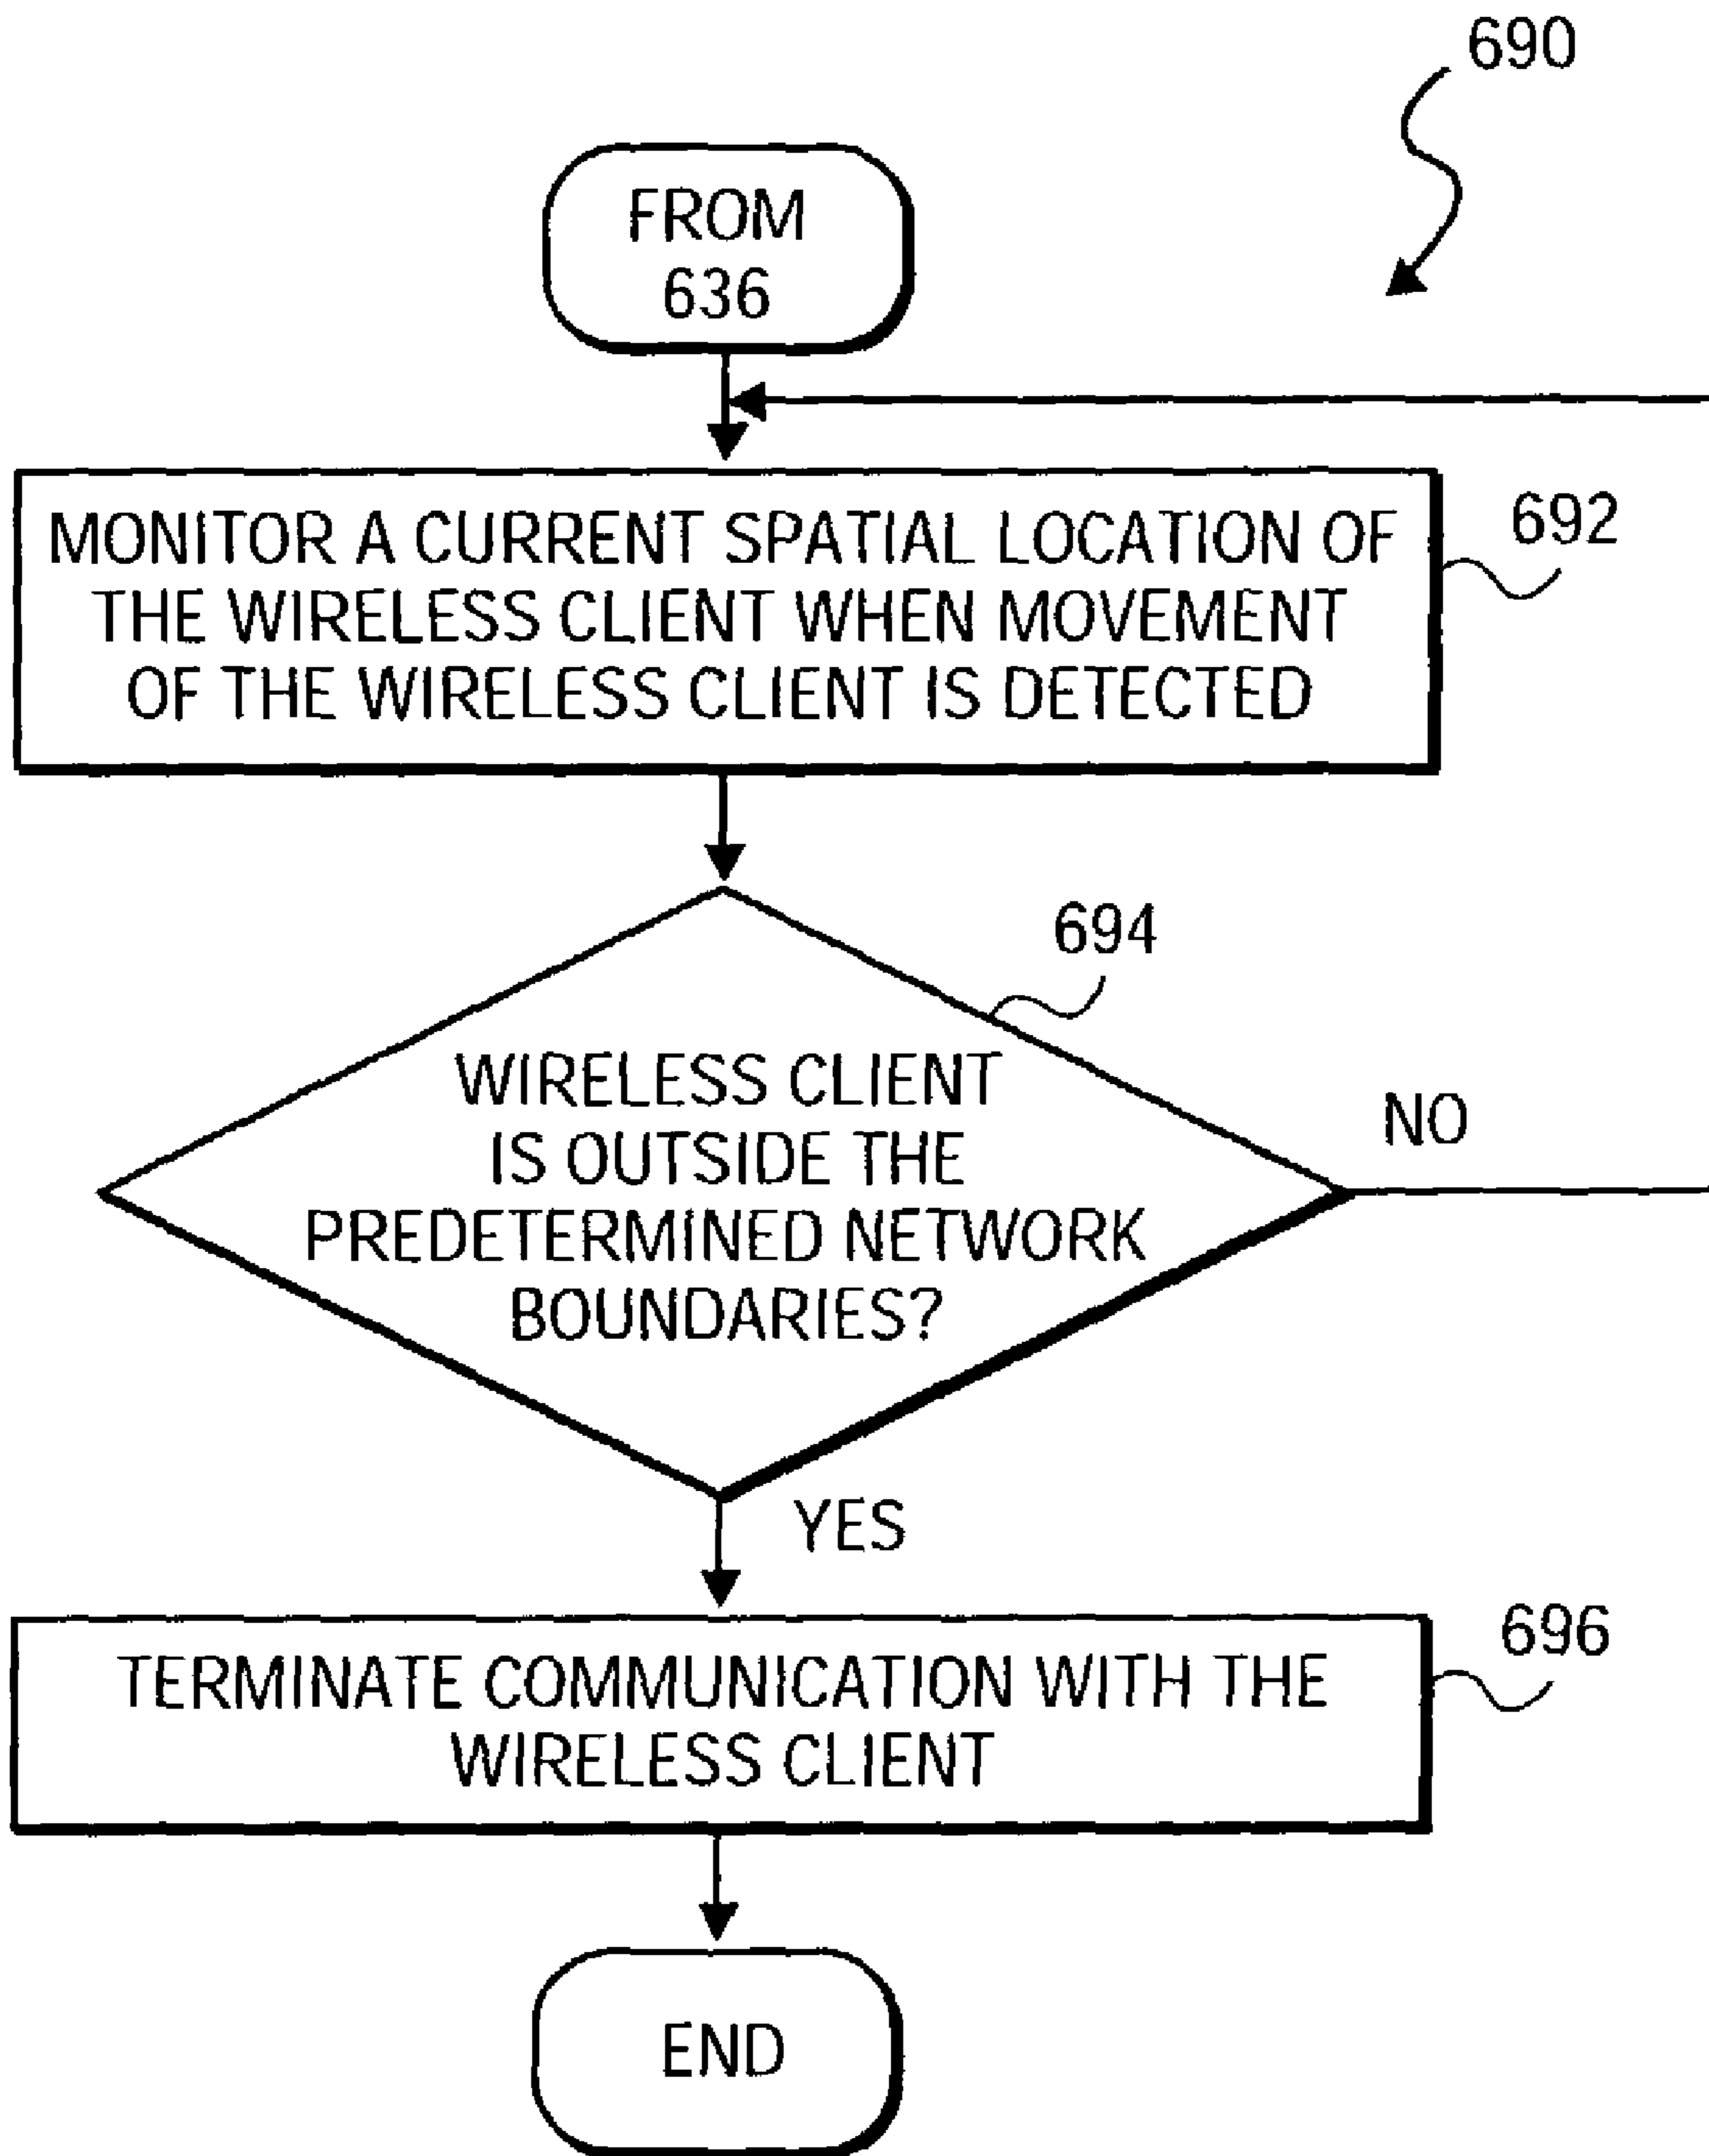 690
FROM
636
MONITOR A CURRENT SPATIAL LOCATION OF
THE WIRELESS CLIENT WHEN MOVEMENT
OF THE WIRELESS CLIENT IS DETECTED
692
694
WIRELESS CLIENT
IS OUTSIDE THE
PREDETERMINED NETWORK
BOUNDARIES?
NO
YES
TERMINATE COMMUNICATION WITH THE
WIRELESS CLIENT
696
END